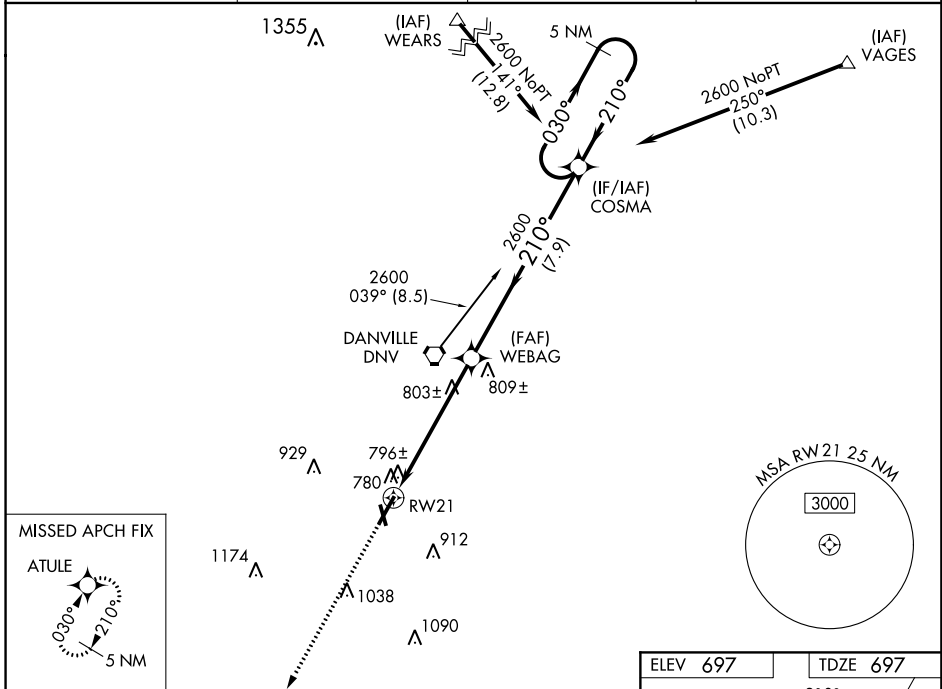 1355
(IAF)
WEARS
2600 NoPT
141°
(12.8)
5 NM
030°
210°
(IAF)
VAGES
2600 NoPT
250°
(10.3)
(IF/IAF)
COSMA
2600
210°
(7.9)
2600
039° (8.5)
DANVILLE
DNV
(FAF)
WEBAG
803±
809±
929
796±
780
RW21
912
1174
1038
1090
MISSED APCH FIX
ATULE
030°
210°
5 NM
MSA RW21 25 NM
3000
ELEV 697
TDZE 697